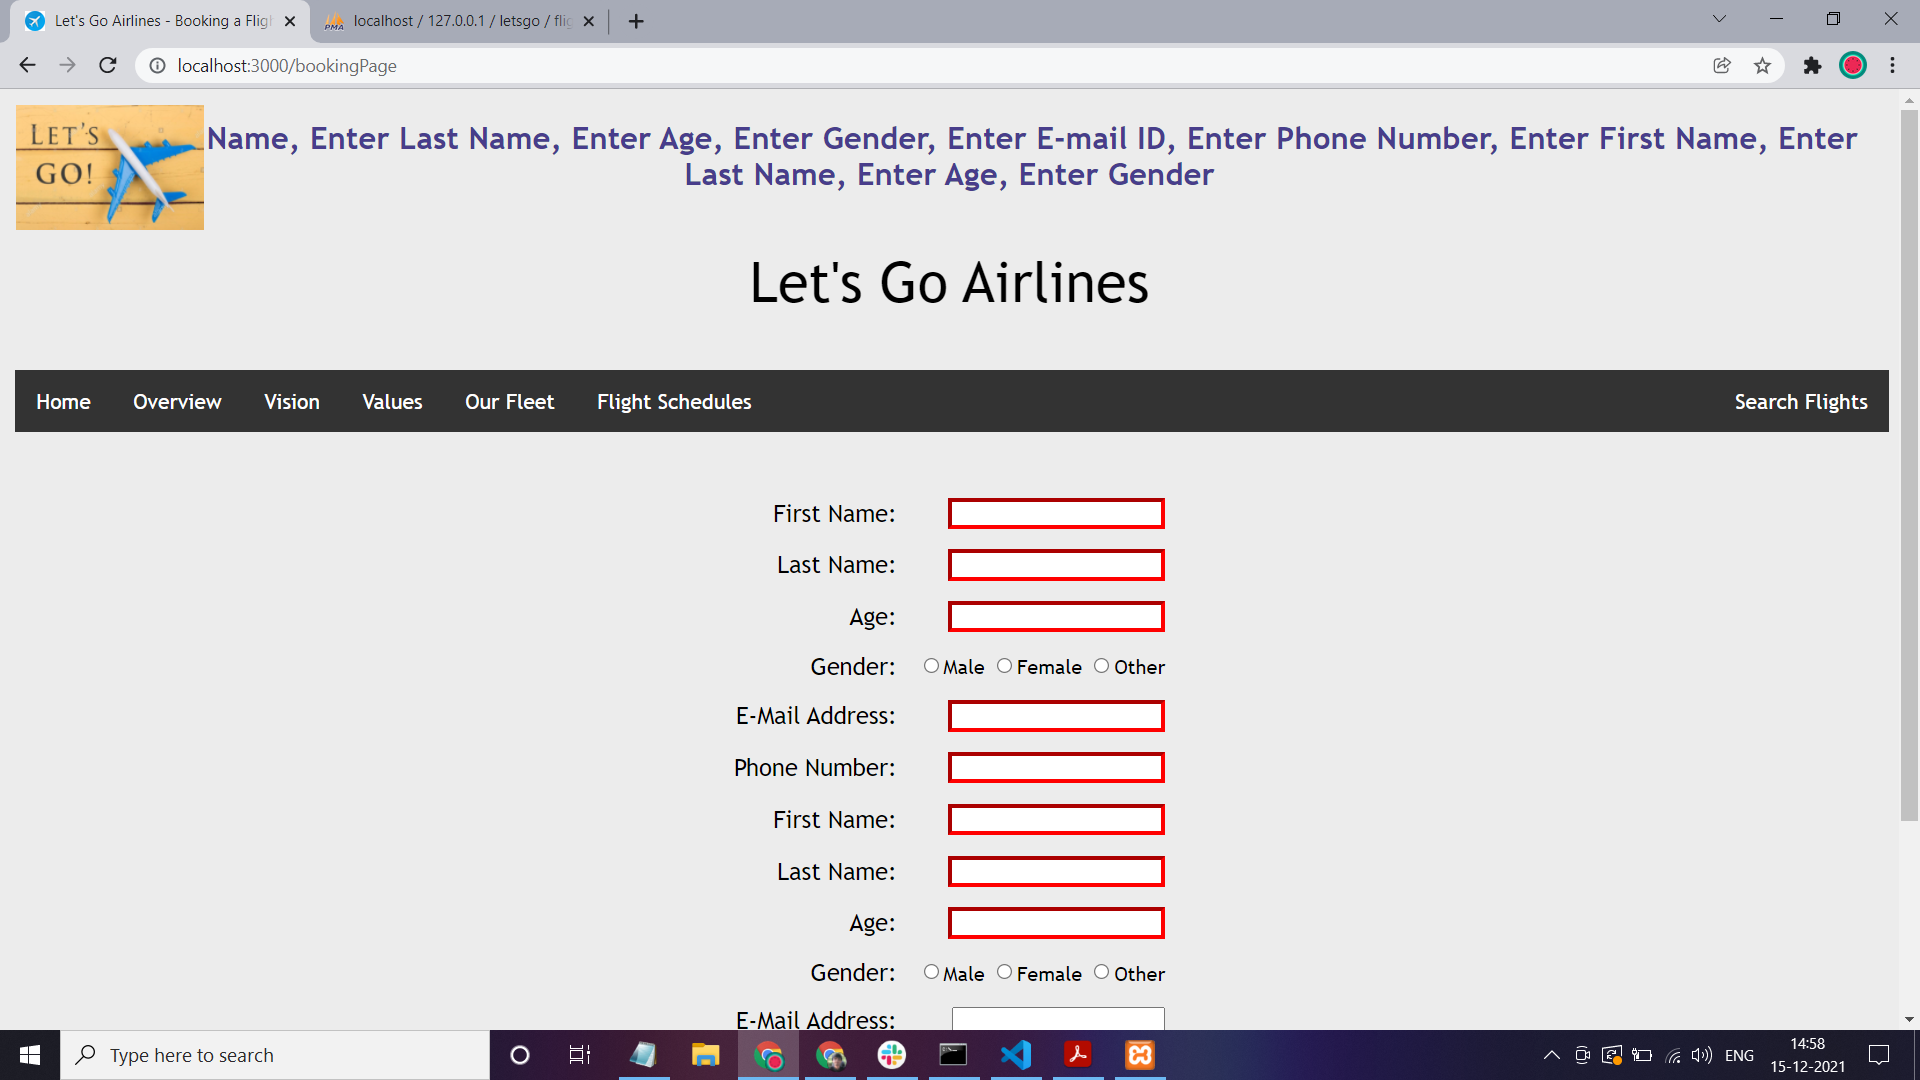 Let's Go Airlines - Booking a Fligh
localhost / 127.0.0.1 / letsgo / flig
localhost:3000/bookingPage
LET'S
GO!
Name, Enter Last Name, Enter Age, Enter Gender, Enter E-mail ID, Enter Phone Number, Enter First Name, Enter
Last Name, Enter Age, Enter Gender
Let's Go Airlines
Home Overview Vision Values Our Fleet Flight Schedules Search Flights
First Name:
Last Name:
Age:
Gender: Male Female Other
E-Mail Address:
Phone Number:
First Name:
Last Name:
Age:
Gender: Male Female Other
E-Mail Address:
Type here to search
ENG
14:58
15-12-2021